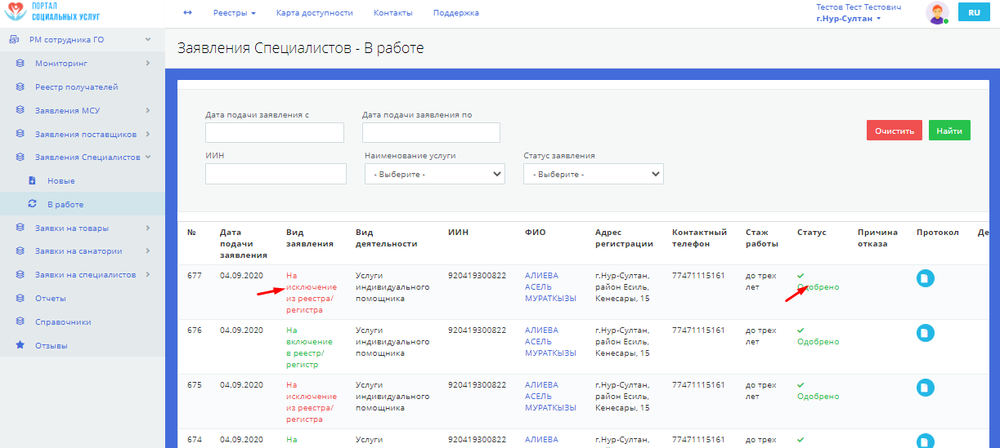 ПОРТАЛ
СОЦИАЛЬНЫХ УСЛУГ
Реестры
Карта доступности
Контакты
Поддержка
Тестов Тест Тестович
г.Нур-Султан
RU
РМ сотрудника ГО
Мониторинг
Реестр получателей
Заявления МСУ
Заявления поставщиков
Заявления Специалистов
Новые
В работе
Заявки на товары
Заявки на санатории
Заявки на специалистов
Отчеты
Справочники
Отзывы
Заявления Специалистов - В работе
Дата подачи заявления с
Дата подачи заявления по
Очистить
Найти
ИИН
Наименование услуги
Статус заявления
- Выберите -
- Выберите -
№
Дата
подачи
заявления
Вид
заявления
Вид
деятельности
ИИН
ФИО
Адрес
регистрации
Контактный
телефон
Стаж
работы
Статус
Причина
отказа
Протокол
Де
677
04.09.2020
На
исключение
из реестра/
регистра
Услуги
индивидуального
помощника
920419300822
АЛИЕВА
АСЕЛЬ
МУРАТКЫЗЫ
г.Нур-Султан,
район Есиль,
Кенесары, 15
77471115161
до трех
лет
Одобрено
676
04.09.2020
На
включение
в реестр/
регистр
Услуги
индивидуального
помощника
920419300822
АЛИЕВА
АСЕЛЬ
МУРАТКЫЗЫ
г.Нур-Султан,
район Есиль,
Кенесары, 15
77471115161
до трех
лет
Одобрено
675
04.09.2020
На
исключение
из реестра/
регистра
Услуги
индивидуального
помощника
920419300822
АЛИЕВА
АСЕЛЬ
МУРАТКЫЗЫ
г.Нур-Султан,
район Есиль,
Кенесары, 15
77471115161
до трех
лет
Одобрено
674
04.09.2020
На
Услуги
920419300822
АЛИЕВА
г.Нур-Султан,
77471115161
до трех